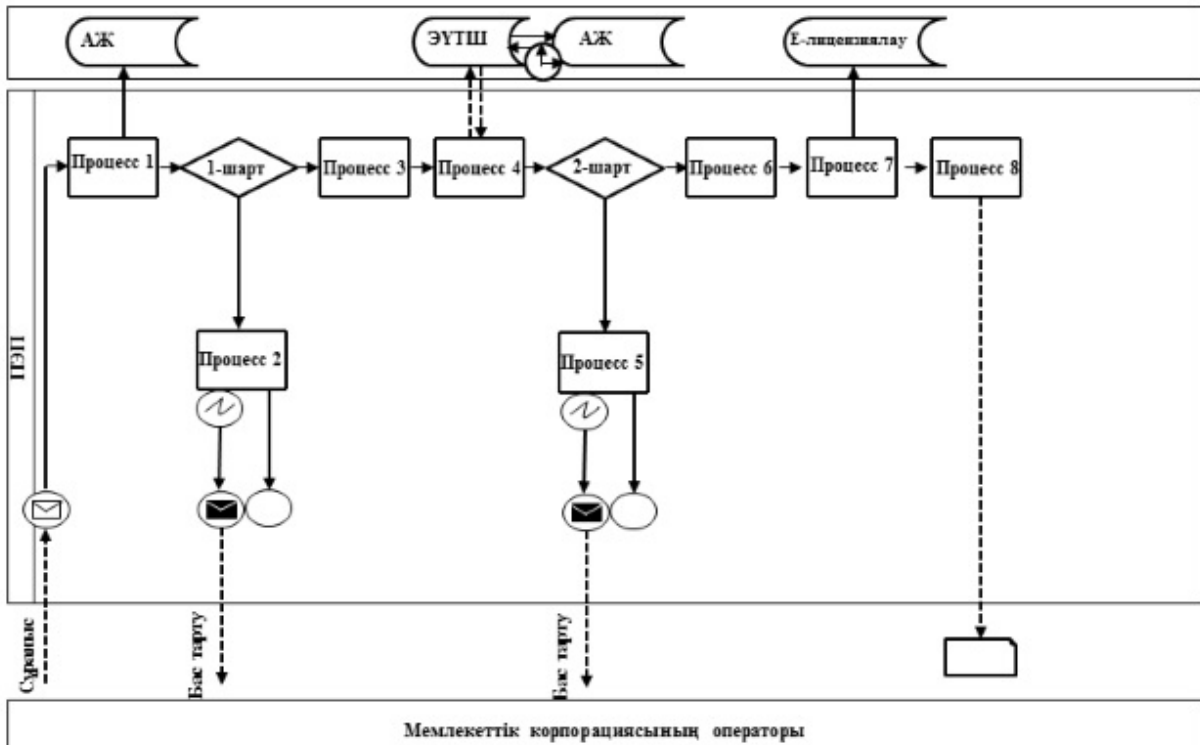 АЖ
ЭҮТШ
АЖ
Е-лицензиялау
Процесс 1
1-шарт
Процесс 3
Процесс 4
2-шарт
Процесс 6
Процесс 7
Процесс 8
Процесс 2
Процесс 5
ПЭП
Сұраныс
Бас тарту
Бас тарту
Мемлекеттік корпорациясының операторы